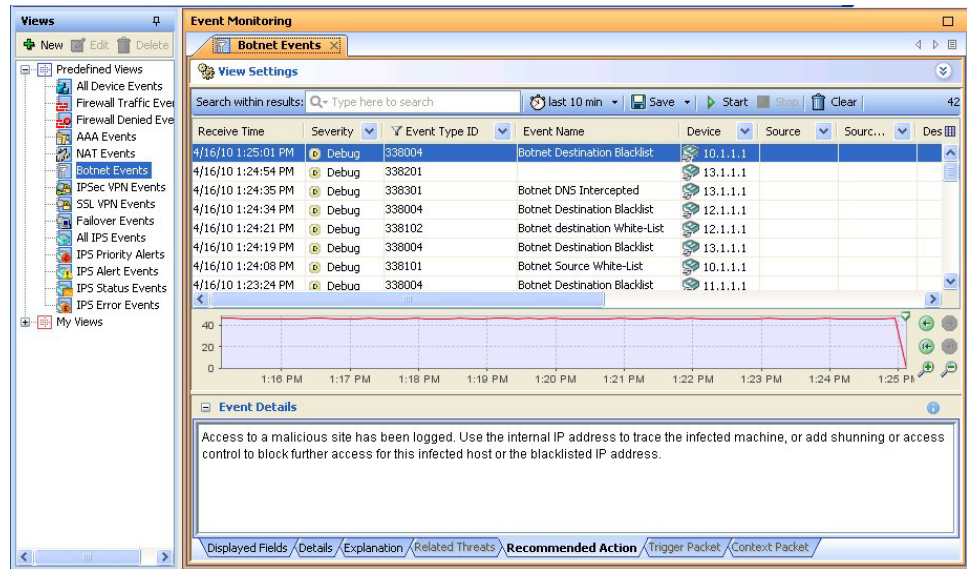 Views
New Edit Delete
Predefined Views
All Device Events
Firewall Traffic Eve
Firewall Denied Eve
AAA Events
NAT Events
Botnet Events
IPSec VPN Events
SSL VPN Events
Failover Events
All IPS Events
IPS Priority Alerts
IPS Alert Events
IPS Status Events
IPS Error Events
My Views
Event Monitoring
Botnet Events
View Settings
Search within results: Type here to search last 10 min Save Start Stop Clear 42
Receive Time Severity Event Type ID Event Name Device Source Sourc... Des
4/16/10 1:25:01 PM Debug 338004 Botnet Destination Blacklist 10.1.1.1
4/16/10 1:24:54 PM Debug 338201 13.1.1.1
4/16/10 1:24:35 PM Debug 338301 Botnet DNS Intercepted 13.1.1.1
4/16/10 1:24:34 PM Debug 338004 Botnet Destination Blacklist 12.1.1.1
4/16/10 1:24:21 PM Debug 338102 Botnet destination White-List 12.1.1.1
4/16/10 1:24:19 PM Debug 338004 Botnet Destination Blacklist 13.1.1.1
4/16/10 1:24:08 PM Debug 338101 Botnet Source White-List 10.1.1.1
4/16/10 1:23:24 PM Debug 338004 Botnet Destination Blacklist 11.1.1.1
40
20
0
1:16 PM 1:17 PM 1:18 PM 1:19 PM 1:20 PM 1:21 PM 1:22 PM 1:23 PM 1:24 PM 1:25 PM
Event Details
Access to a malicious site has been logged. Use the internal IP address to trace the infected machine, or add shunning or access
control to block further access for this infected host or the blacklisted IP address.
Displayed Fields Details Explanation Related Threats Recommended Action Trigger Packet Context Packet